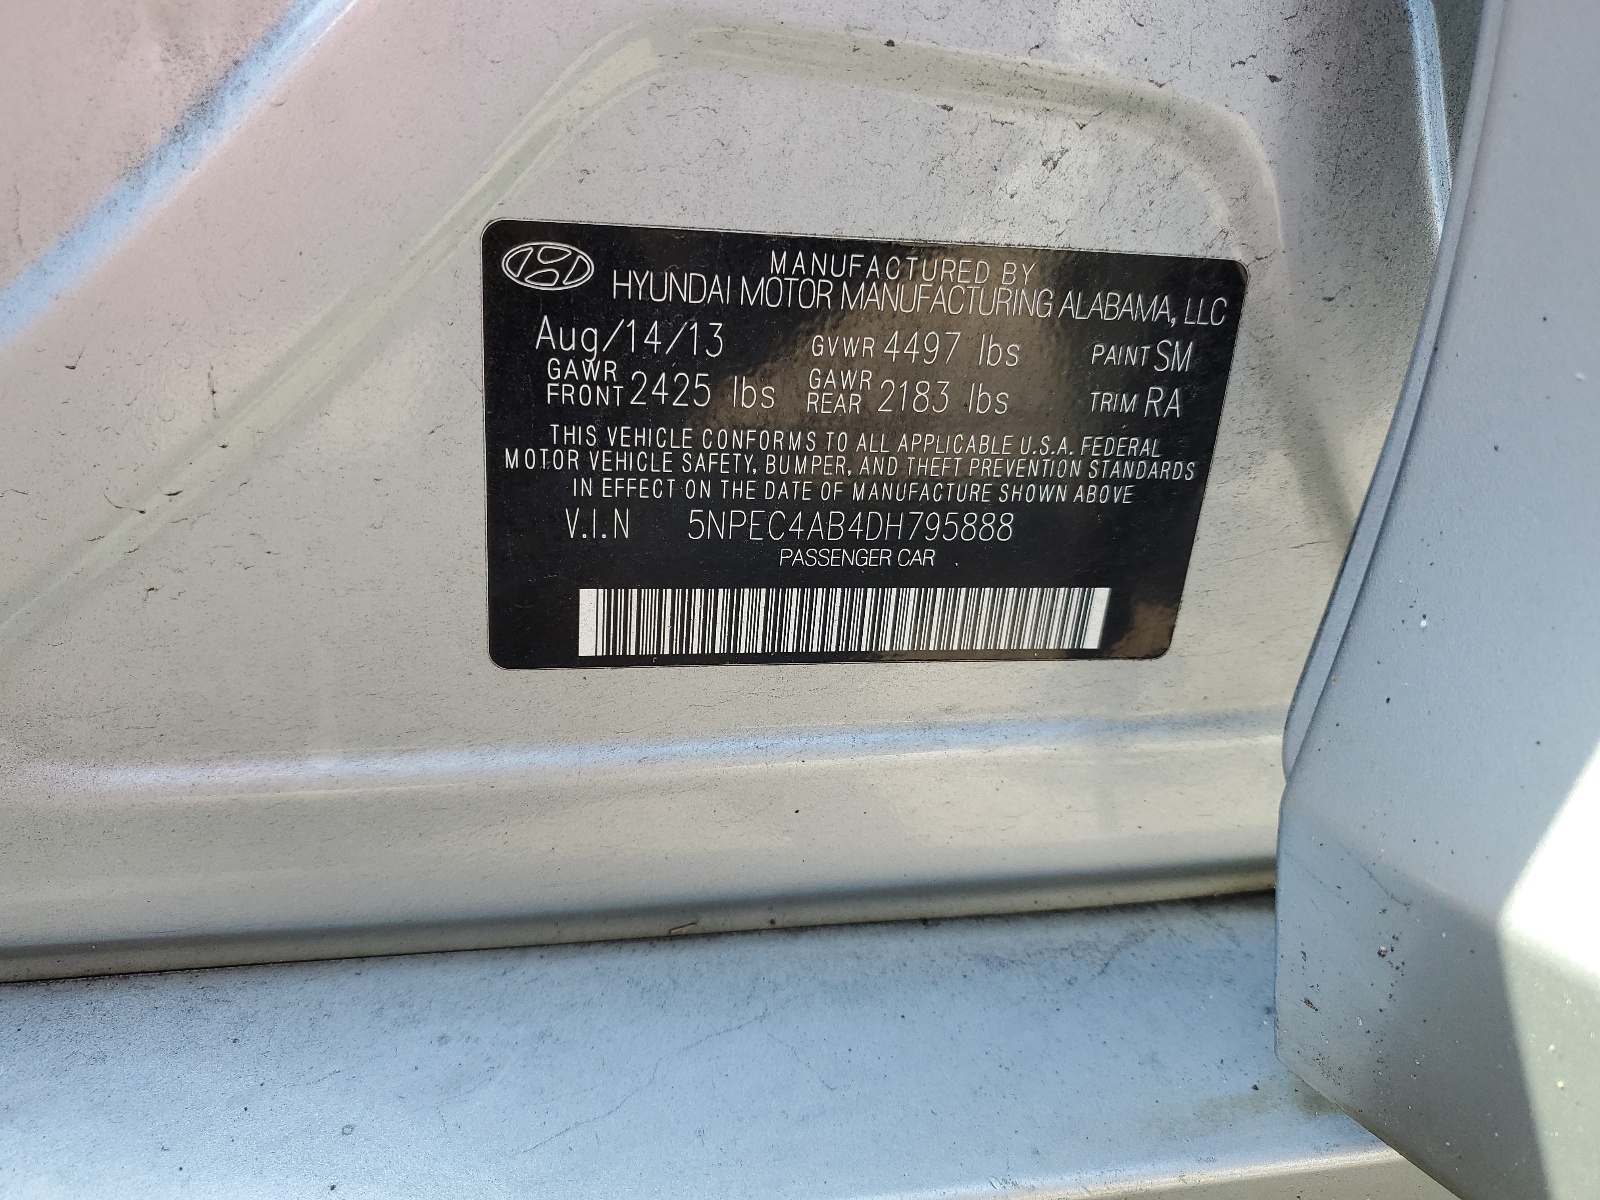 MANUFACTURED BY
HYUNDAI MOTOR MANUFACTURING ALABAMA, LLC
Aug/14/13 GVWR 4497 lbs PAINT SM
GAWR FRONT 2425 lbs GAWR REAR 2183 lbs TRIM RA
THIS VEHICLE CONFORMS TO ALL APPLICABLE U.S.A. FEDERAL
MOTOR VEHICLE SAFETY, BUMPER, AND THEFT PREVENTION STANDARDS
IN EFFECT ON THE DATE OF MANUFACTURE SHOWN ABOVE
V.I.N 5NPEC4AB4DH795888
PASSENGER CAR